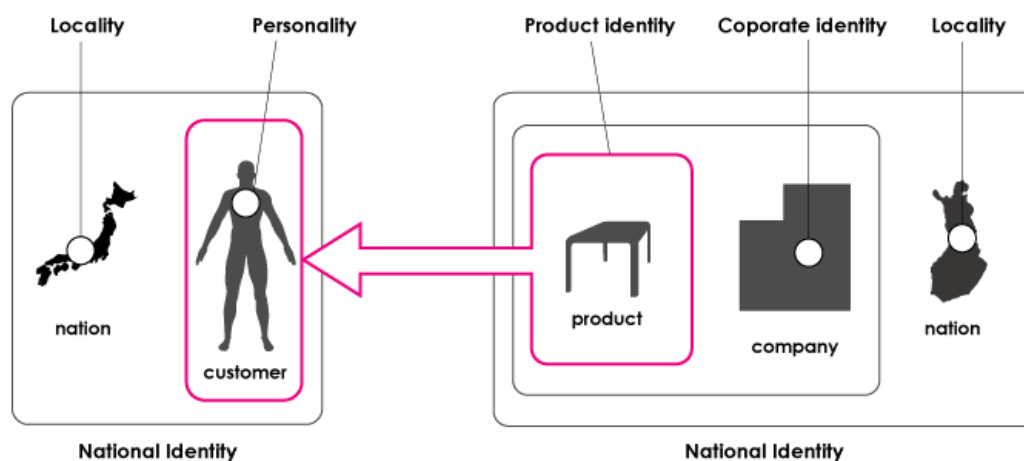 Locality
Personality
Product identity
Coporate identity
Locality
nation
customer
product
company
nation
National Identity
National Identity